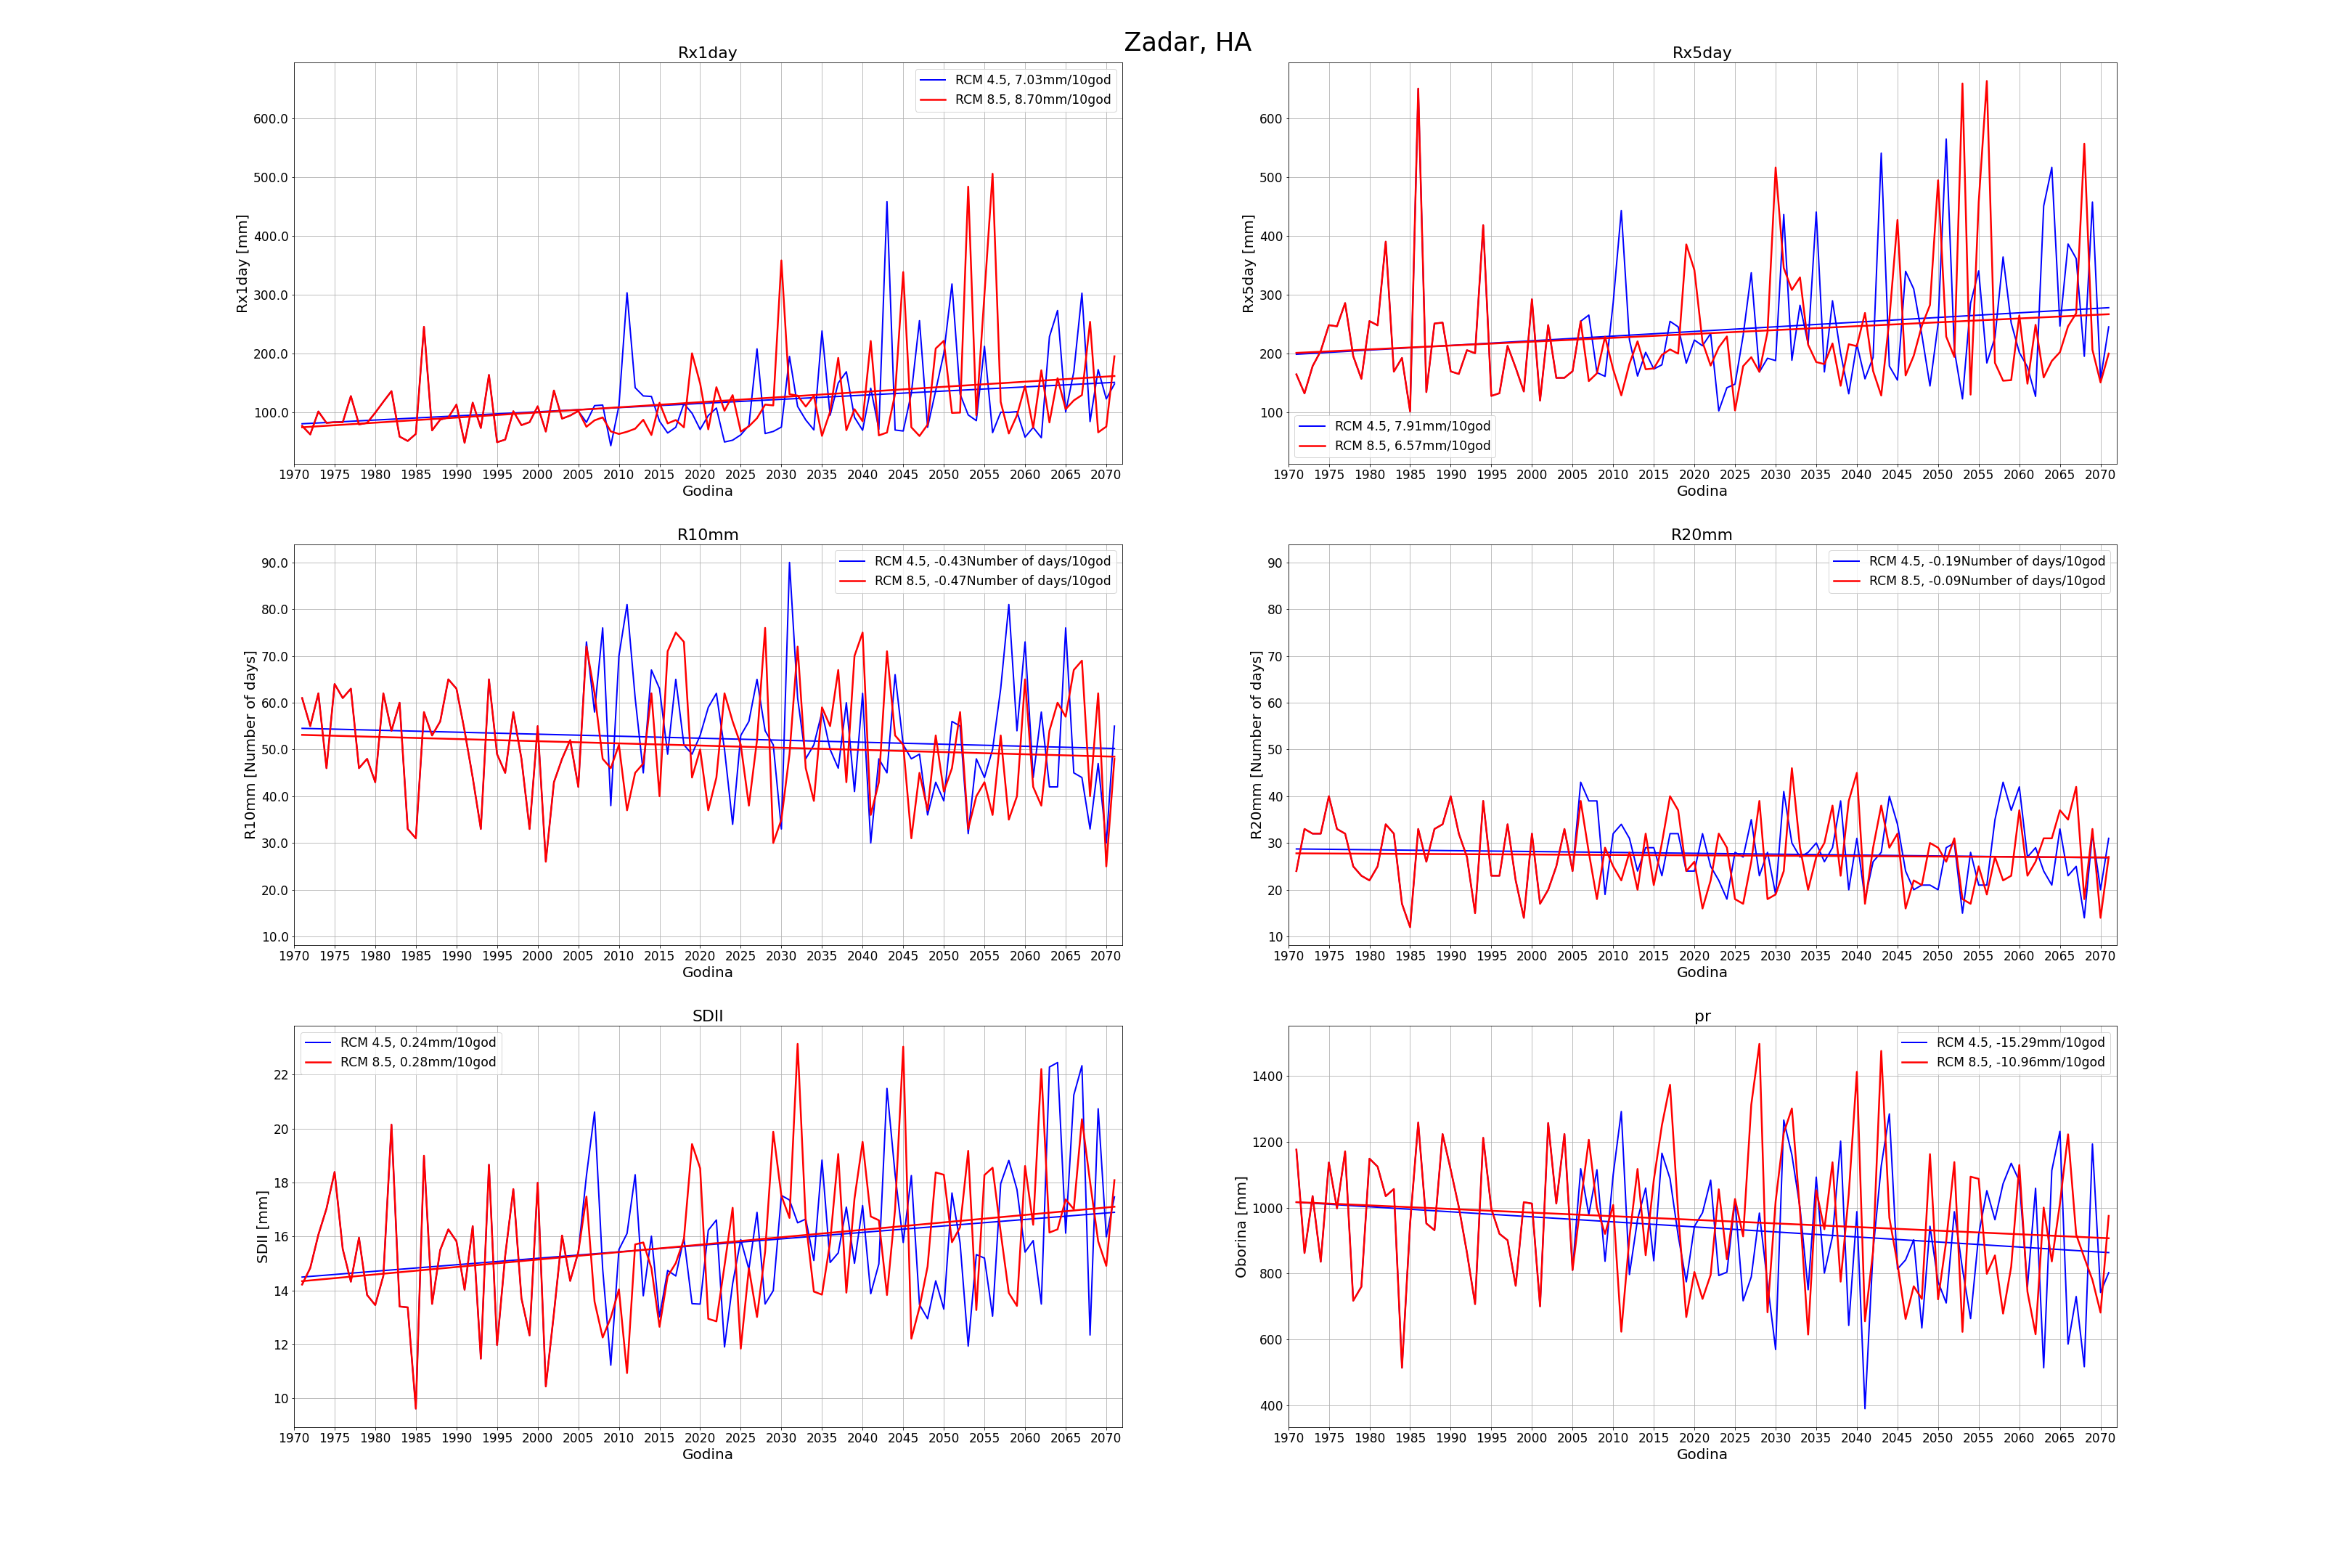 Zadar, HA
Rx1day
RCM 4.5, 7.03mm/10god
RCM 8.5, 8.70mm/10god
Rx1day [mm]
600.0
500.0
400.0
300.0
200.0
100.0
1970 1975 1980 1985 1990 1995 2000 2005 2010 2015 2020 2025 2030 2035 2040 2045 2050 2055 2060 2065 2070
Godina
Rx5day
Rx5day [mm]
600
500
400
300
200
100
RCM 4.5, 7.91mm/10god
RCM 8.5, 6.57mm/10god
1970 1975 1980 1985 1990 1995 2000 2005 2010 2015 2020 2025 2030 2035 2040 2045 2050 2055 2060 2065 2070
Godina
R10mm
RCM 4.5, -0.43Number of days/10god
RCM 8.5, -0.47Number of days/10god
R10mm [Number of days]
90.0
80.0
70.0
60.0
50.0
40.0
30.0
20.0
10.0
1970 1975 1980 1985 1990 1995 2000 2005 2010 2015 2020 2025 2030 2035 2040 2045 2050 2055 2060 2065 2070
Godina
R20mm
RCM 4.5, -0.19Number of days/10god
RCM 8.5, -0.09Number of days/10god
R20mm [Number of days]
90
80
70
60
50
40
30
20
10
1970 1975 1980 1985 1990 1995 2000 2005 2010 2015 2020 2025 2030 2035 2040 2045 2050 2055 2060 2065 2070
Godina
SDII
RCM 4.5, 0.24mm/10god
RCM 8.5, 0.28mm/10god
SDII [mm]
22
20
18
16
14
12
10
1970 1975 1980 1985 1990 1995 2000 2005 2010 2015 2020 2025 2030 2035 2040 2045 2050 2055 2060 2065 2070
Godina
pr
RCM 4.5, -15.29mm/10god
RCM 8.5, -10.96mm/10god
Oborina [mm]
1400
1200
1000
800
600
400
1970 1975 1980 1985 1990 1995 2000 2005 2010 2015 2020 2025 2030 2035 2040 2045 2050 2055 2060 2065 2070
Godina